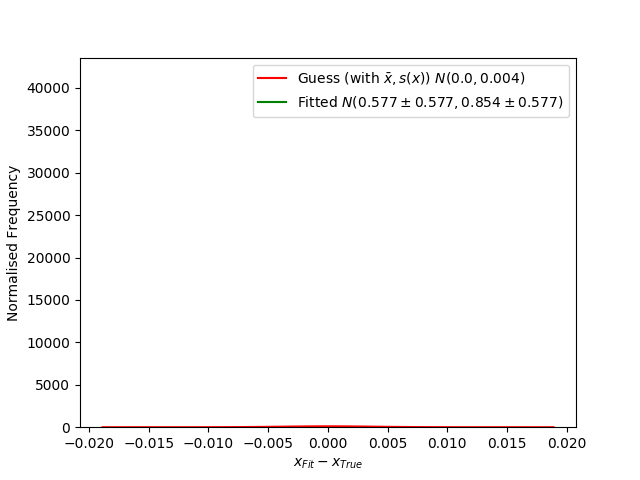 Guess (with x̄, s(x)) N(0.0, 0.004)
Fitted N(0.577 ± 0.577, 0.854 ± 0.577)
Normalised Frequency
40000
35000
30000
25000
20000
15000
10000
5000
0
−0.020 −0.015 −0.010 −0.005 0.000 0.005 0.010 0.015 0.020
x_Fit − x_True